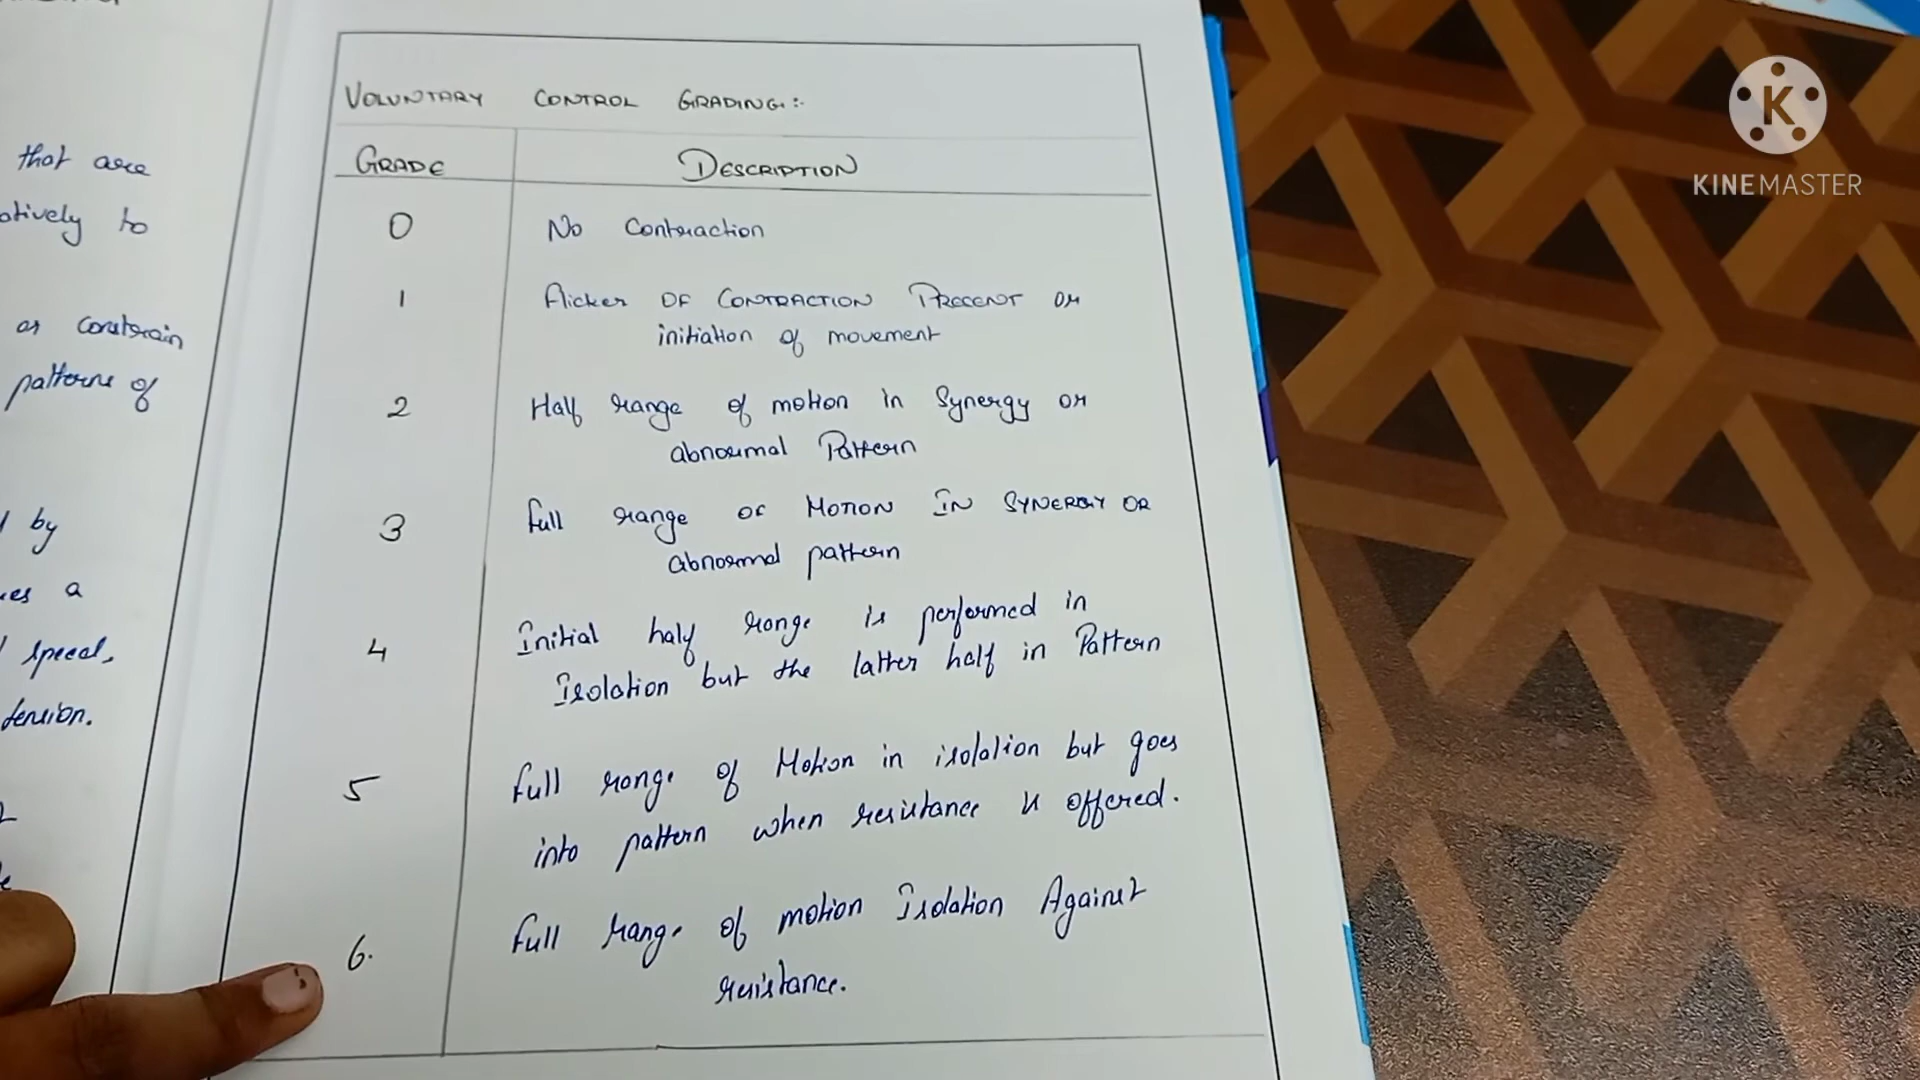 that are
atively to
or constrain
patterns of
by
a
speed,
tension.
VOLUNTARY CONTROL GRADING:-
GRADE DESCRIPTION
0 No Contraction
1 flicker OF CONTRACTION PRECENT or
initiation of movement
2 Half range of motion in Synergy or
abnormal Pattern
3 full range OF MOTION IN SYNERGY OR
abnormal pattern
4 Initial half range is performed in
Isolation but the latter half in Pattern
5 full range of Motion in isolation but goes
into pattern when resistance is offered.
6. full range of motion Isolation Against
resistance.
K
KINEMASTER